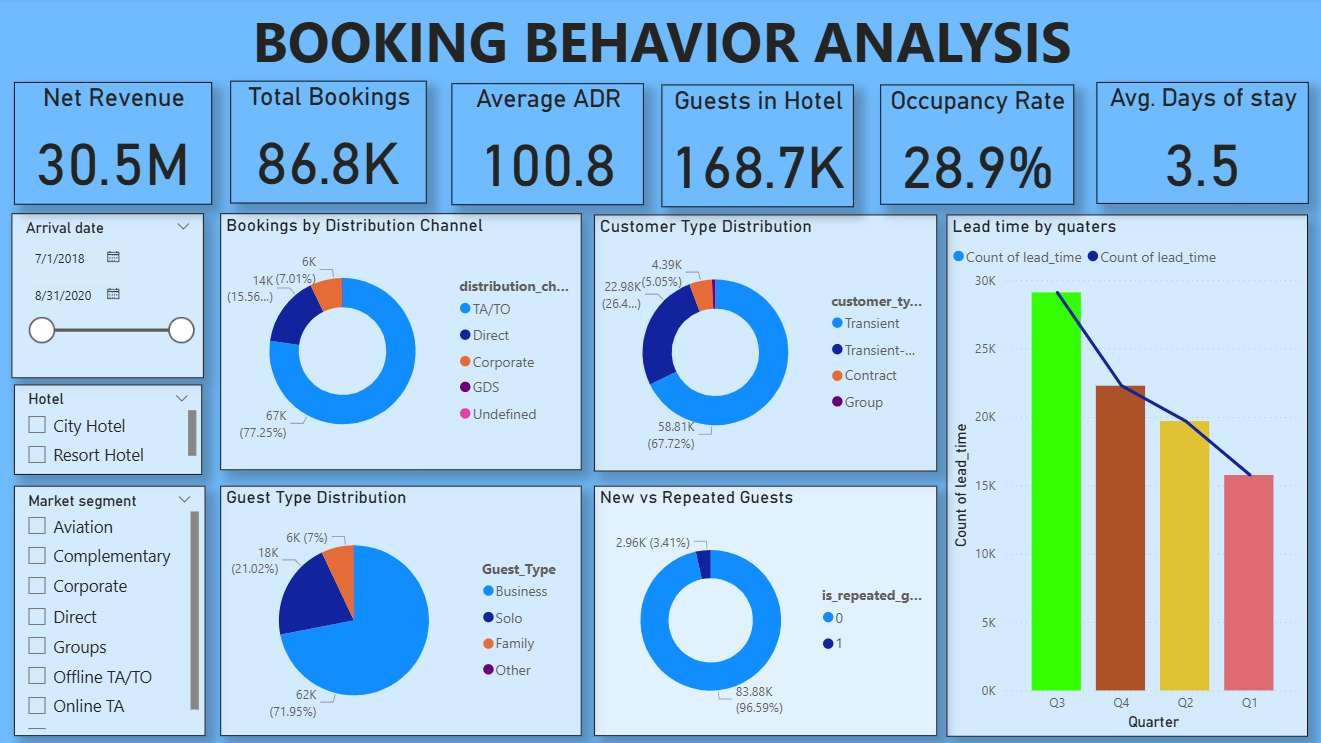 BOOKING BEHAVIOR ANALYSIS
Net Revenue
30.5M
Total Bookings
86.8K
Average ADR
100.8
Guests in Hotel
168.7K
Occupancy Rate
28.9%
Avg. Days of stay
3.5
Arrival date
7/1/2018
8/31/2020
Hotel
City Hotel
Resort Hotel
Market segment
Aviation
Complementary
Corporate
Direct
Groups
Offline TA/TO
Online TA
Bookings by Distribution Channel
6K
(7.01%)
14K
(15.56...)
67K
(77.25%)
distribution_ch...
TA/TO
Direct
Corporate
GDS
Undefined
Customer Type Distribution
4.39K
(5.05%)
22.98K
(26.4...)
58.81K
(67.72%)
customer_ty...
Transient
Transient-...
Contract
Group
Guest Type Distribution
6K (7%)
18K
(21.02%)
62K
(71.95%)
Guest_Type
Business
Solo
Family
Other
New vs Repeated Guests
2.96K (3.41%)
83.88K
(96.59%)
is_repeated_g...
0
1
Lead time by quaters
Count of lead_time
Count of lead_time
Count of lead_time
30K
25K
20K
15K
10K
5K
0K
Q3
Q4
Q2
Q1
Quarter